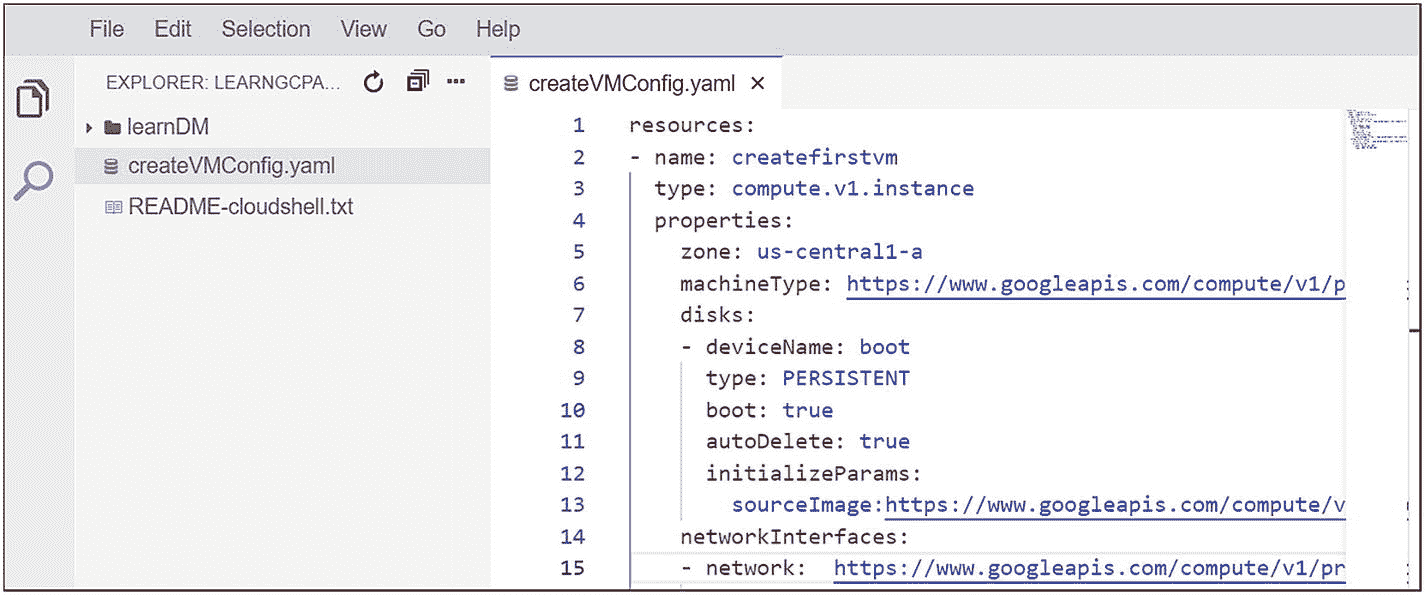 File Edit Selection View Go Help
EXPLORER: LEARNGCPA...
learnDM
createVMConfig.yaml
README-cloudshell.txt
createVMConfig.yaml ×
1 resources:
2 - name: createfirstvm
3 type: compute.v1.instance
4 properties:
5 zone: us-central1-a
6 machineType: https://www.googleapis.com/compute/v1/p
7 disks:
8 - deviceName: boot
9 type: PERSISTENT
10 boot: true
11 autoDelete: true
12 initializeParams:
13 sourceImage:https://www.googleapis.com/compute/v
14 networkInterfaces:
15 - network: https://www.googleapis.com/compute/v1/pr